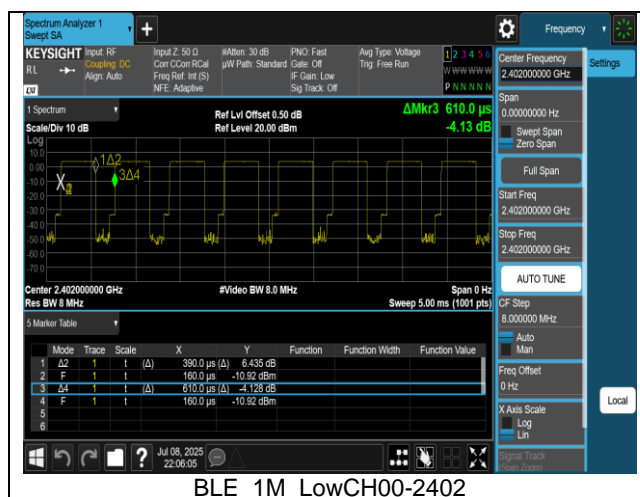 Spectrum Analyzer 1
Swept SA
+
Frequency
KEYSIGHT
RL
LXI
Input: RF
Coupling: DC
Align: Auto
Input Z: 50 Ω
Corr CCorr RCal
Freq Ref: Int (S)
NFE: Adaptive
#Atten: 30 dB
µW Path: Standard
PNO: Fast
Gate: Off
IF Gain: Low
Sig Track: Off
Avg Type: Voltage
Trig: Free Run
1 2 3 4 5 6
W W W W W W
P N N N N N
1 Spectrum
Scale/Div 10 dB
Log
Ref Lvl Offset 0.50 dB
Ref Level 20.00 dBm
ΔMkr3 610.0 µs
-4.13 dB
10.0
0.00
-10.0
-20.0
-30.0
-40.0
-50.0
-60.0
-70.0
1Δ2
3Δ4
Center 2.402000000 GHz
Res BW 8 MHz
#Video BW 8.0 MHz
Span 0 Hz
Sweep 5.00 ms (1001 pts)
5 Marker Table
Mode Trace Scale X Y Function Function Width Function Value
1 Δ2 1 t (Δ) 390.0 µs (Δ) 6.435 dB
2 F 1 t 160.0 µs -10.92 dBm
3 Δ4 1 t (Δ) 610.0 µs (Δ) -4.128 dB
4 F 1 t 160.0 µs -10.92 dBm
5
6
?
Jul 08, 2025
22:06:05
Center Frequency
2.402000000 GHz
Span
0.00000000 Hz
Swept Span
Zero Span
Full Span
Start Freq
2.402000000 GHz
Stop Freq
2.402000000 GHz
AUTO TUNE
CF Step
8.000000 MHz
Auto
Man
Freq Offset
0 Hz
X Axis Scale
Log
Lin
Signal Track
(Span Zoom)
Settings
Local
BLE_1M_LowCH00-2402